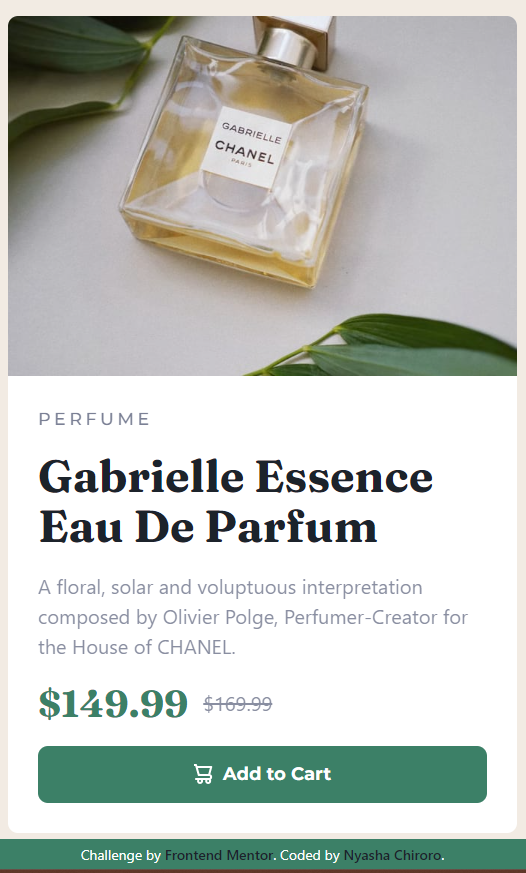 GABRIELLE
CHANEL
PARIS
PERFUME
Gabrielle Essence
Eau De Parfum
A floral, solar and voluptuous interpretation
composed by Olivier Polge, Perfumer-Creator for
the House of CHANEL.
$149.99 $169.99
Add to Cart
Challenge by Frontend Mentor. Coded by Nyasha Chiroro.